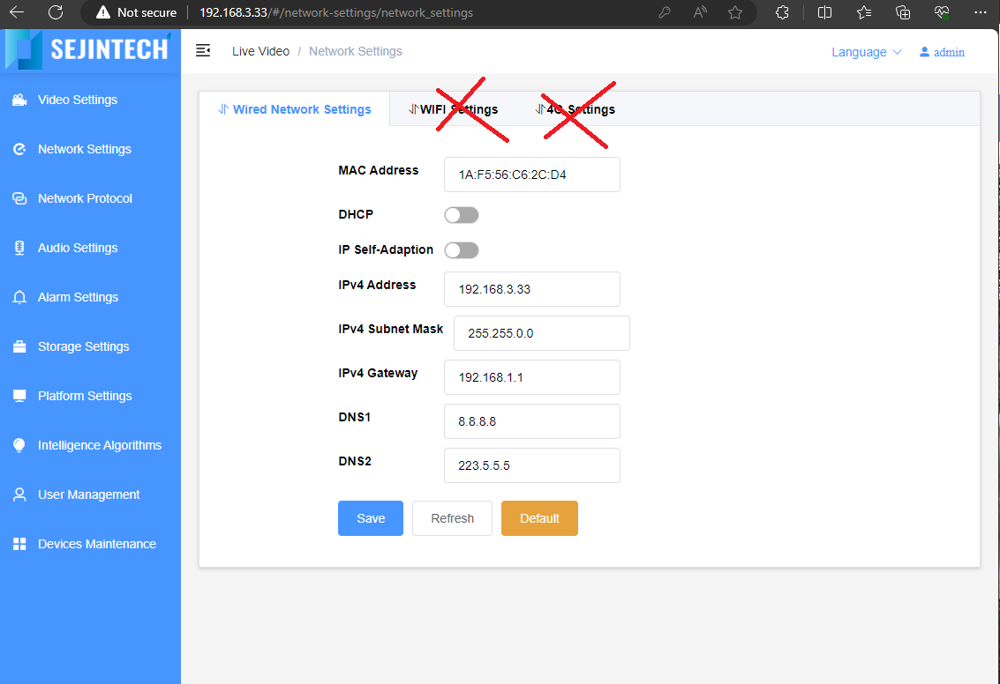 Not secure 192.168.3.33/#/network-settings/network_settings
SEJINTECH
Live Video / Network Settings
Language
admin
Video Settings
Network Settings
Network Protocol
Audio Settings
Alarm Settings
Storage Settings
Platform Settings
Intelligence Algorithms
User Management
Devices Maintenance
Wired Network Settings
WIFI Settings
4G Settings
MAC Address 1A:F5:56:C6:2C:D4
DHCP
IP Self-Adaption
IPv4 Address 192.168.3.33
IPv4 Subnet Mask 255.255.0.0
IPv4 Gateway 192.168.1.1
DNS1 8.8.8.8
DNS2 223.5.5.5
Save Refresh Default